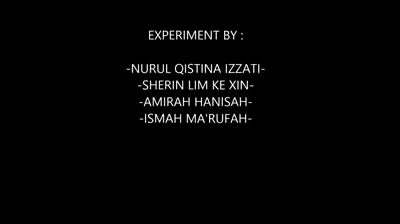 EXPERIMENT BY :
-NURUL QISTINA IZZATI-
-SHERIN LIM KE XIN-
-AMIRAH HANISAH-
-ISMAH MA'RUFAH-